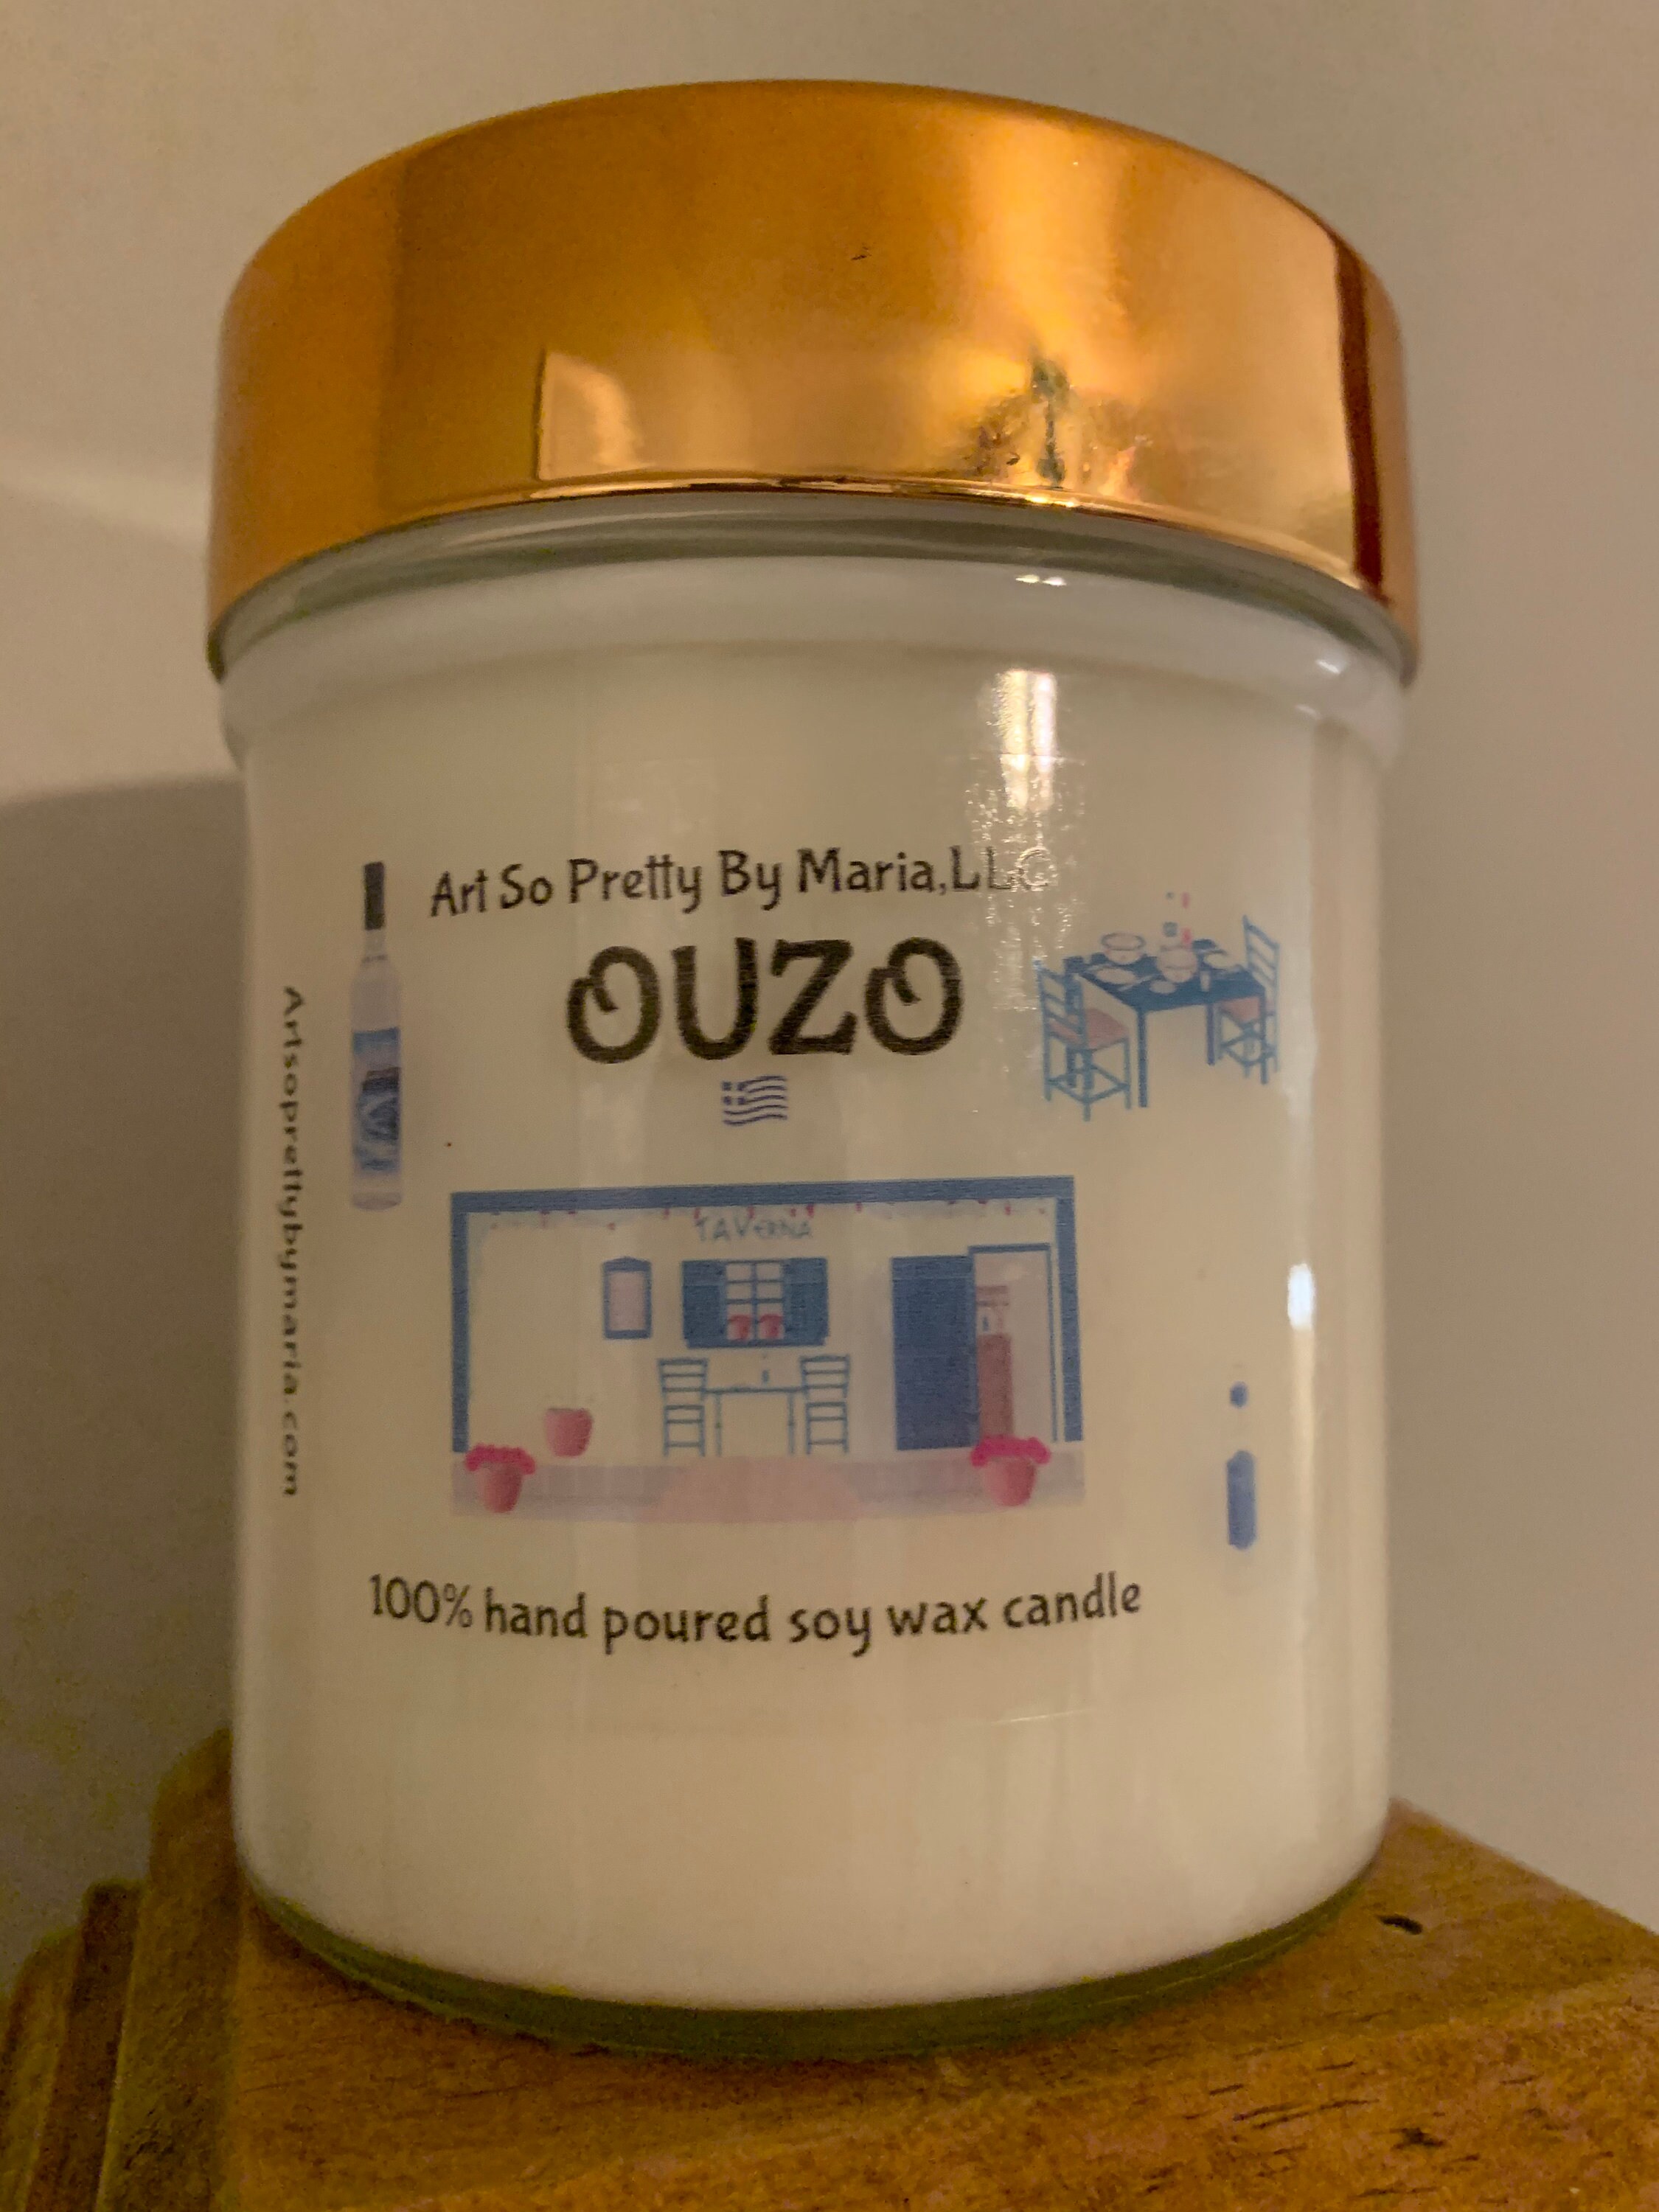 Art So Pretty By Maria,LLC
OUZO
TAVERNA
100% hand poured soy wax candle
Artsoprettybymaria.com